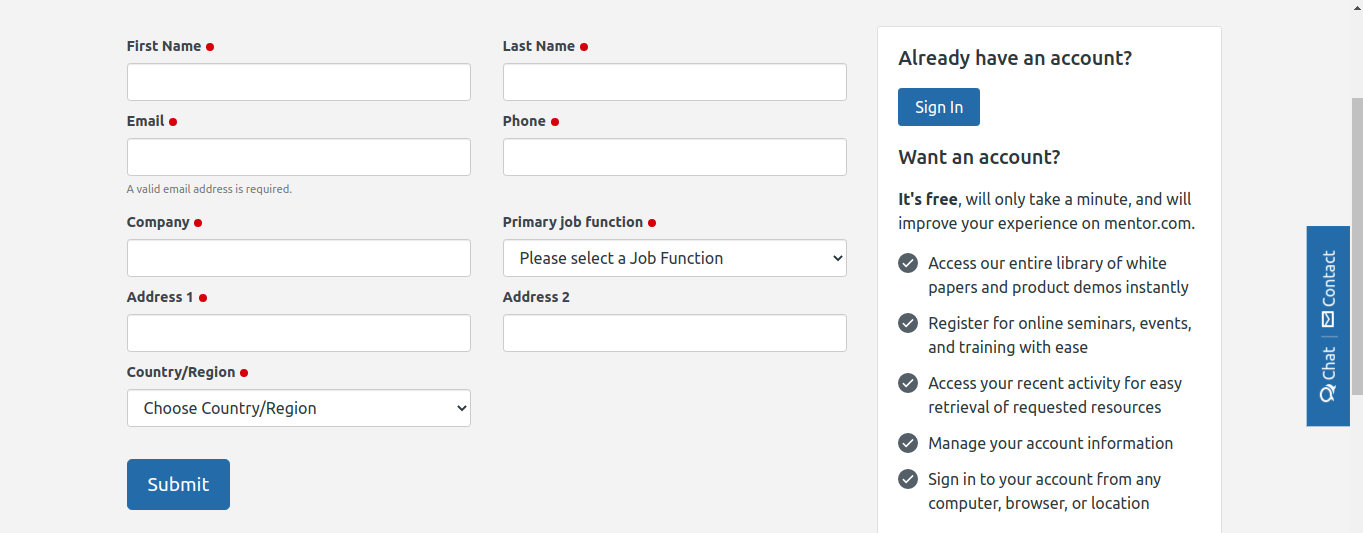 First Name
Last Name
Email
Phone
A valid email address is required.
Company
Primary job function
Please select a Job Function
Address 1
Address 2
Country/Region
Choose Country/Region
Submit
Already have an account?
Sign In
Want an account?
It's free, will only take a minute, and will
improve your experience on mentor.com.
Access our entire library of white
papers and product demos instantly
Register for online seminars, events,
and training with ease
Access your recent activity for easy
retrieval of requested resources
Manage your account information
Sign in to your account from any
computer, browser, or location
Chat | Contact